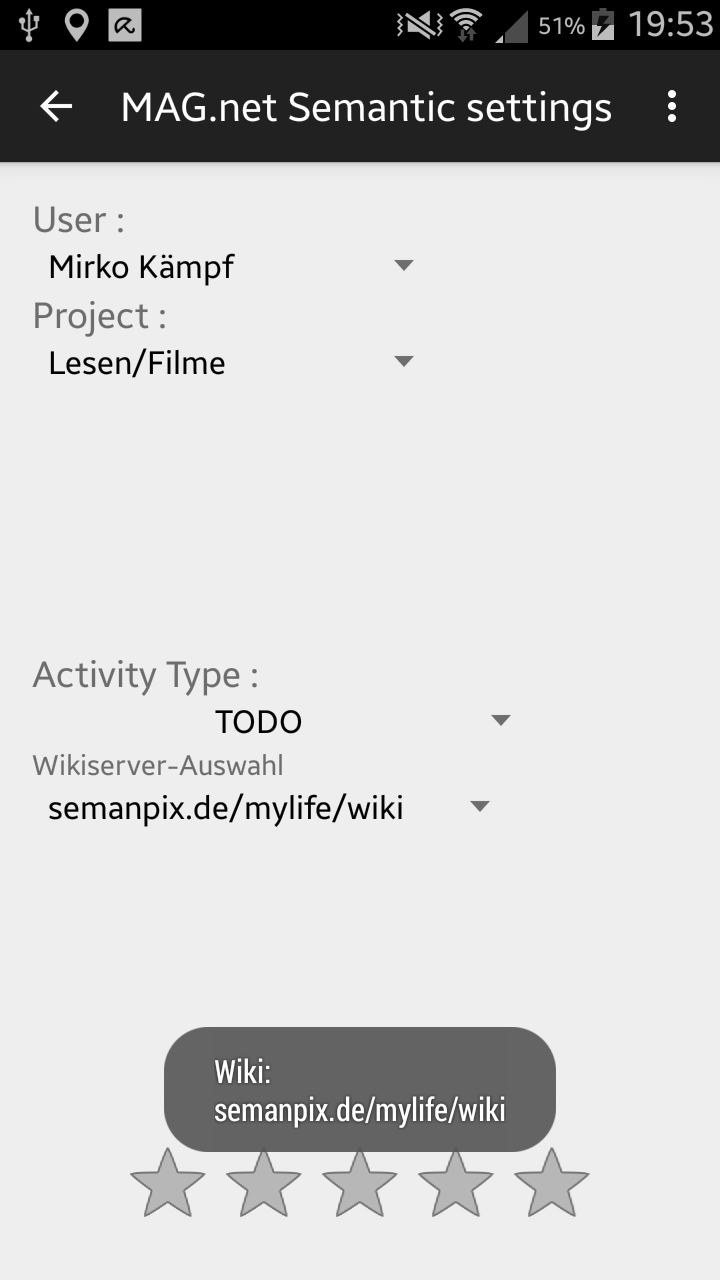 51% 19:53
MAG.net Semantic settings
User :
Mirko Kämpf
Project :
Lesen/Filme
Activity Type :
TODO
Wikiserver-Auswahl
semanpix.de/mylife/wiki
Wiki:
semanpix.de/mylife/wiki